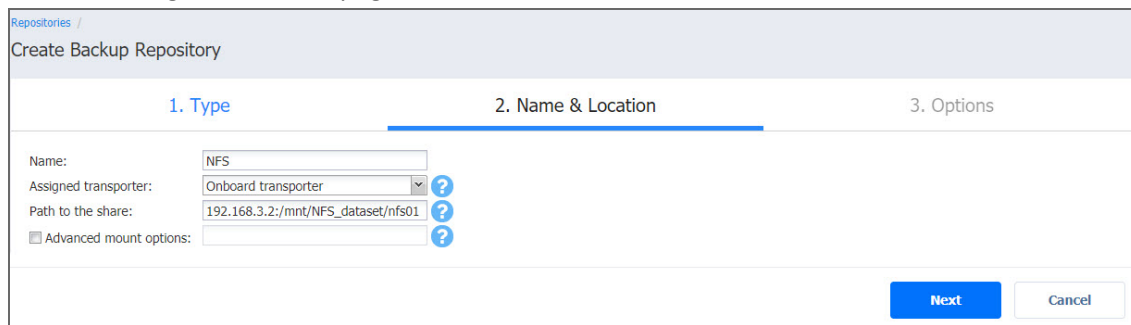 Repositories /
Create Backup Repository
1. Type 2. Name & Location 3. Options
Name: NFS
Assigned transporter: Onboard transporter ?
Path to the share: 192.168.3.2:/mnt/NFS_dataset/nfs01 ?
Advanced mount options: ?
Next Cancel